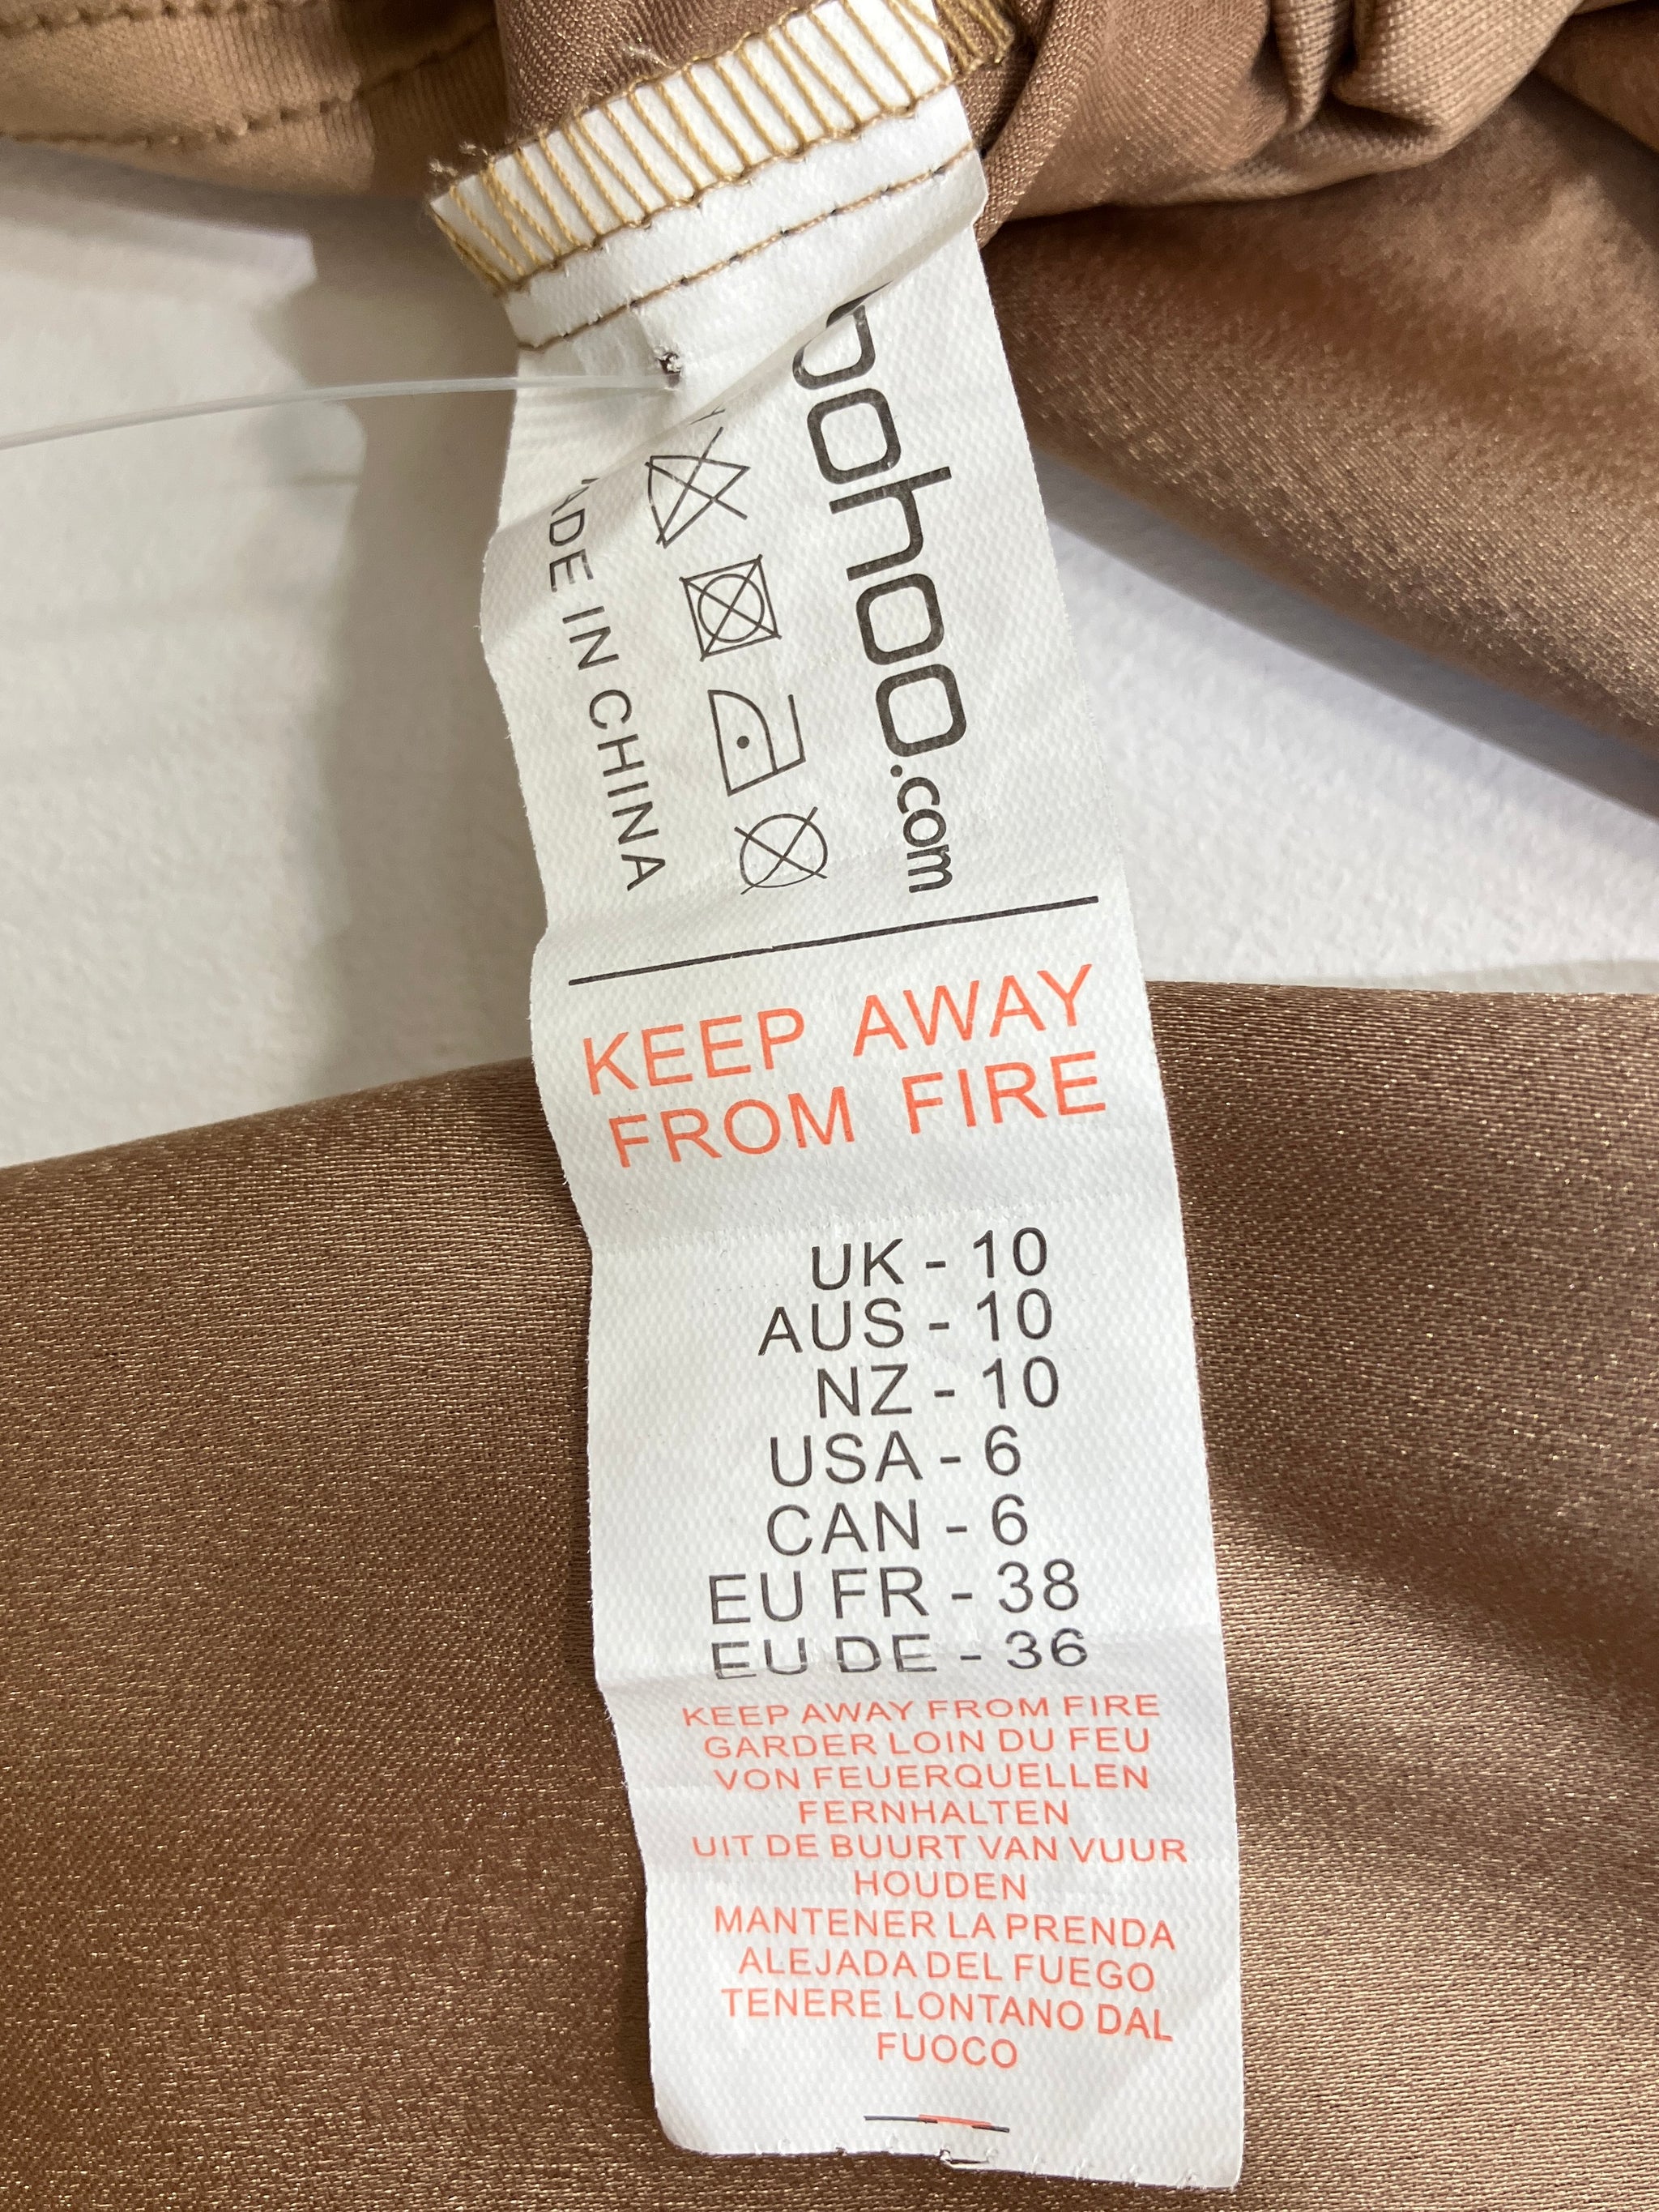 boohoo.com
MADE IN CHINA
KEEP AWAY
FROM FIRE
UK - 10
AUS - 10
NZ - 10
USA - 6
CAN - 6
EU FR - 38
EU DE - 36
KEEP AWAY FROM FIRE
GARDER LOIN DU FEU
VON FEUERQUELLEN
FERNHALTEN
UIT DE BUURT VAN VUUR
HOUDEN
MANTENER LA PRENDA
ALEJADA DEL FUEGO
TENERE LONTANO DAL
FUOCO